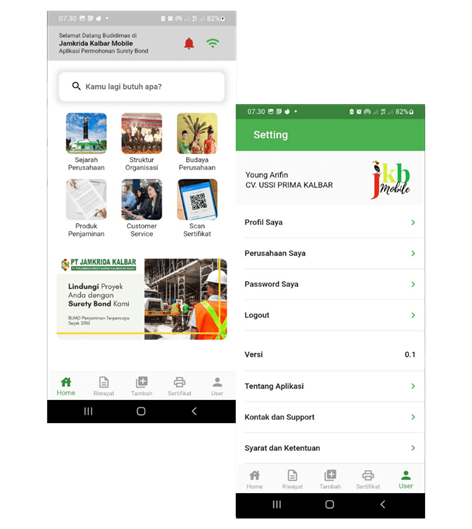 07.30
82%
Selamat Datang Budidimas di
Jamkrida Kalbar Mobile
Aplikasi Permohonan Surety Bond
Kamu lagi butuh apa?
Sejarah
Perusahaan
Struktur
Organisasi
Budaya
Perusahaan
Produk
Penjaminan
Customer
Service
Scan
Sertifikat
PT JAMKRIDA KALBAR
Lindungi Proyek
Anda dengan
Surety Bond Kami
BUMD Penjaminan Terpercaya
Home
Riwayat
Tambah
Sertifikat
User
07.30
82%
Setting
Young Arifin
CV. USSI PRIMA KALBAR
jkb
Mobile
Profil Saya
Perusahaan Saya
Password Saya
Logout
Versi
0.1
Tentang Aplikasi
Kontak dan Support
Syarat dan Ketentuan
Home
Riwayat
Tambah
Sertifikat
User